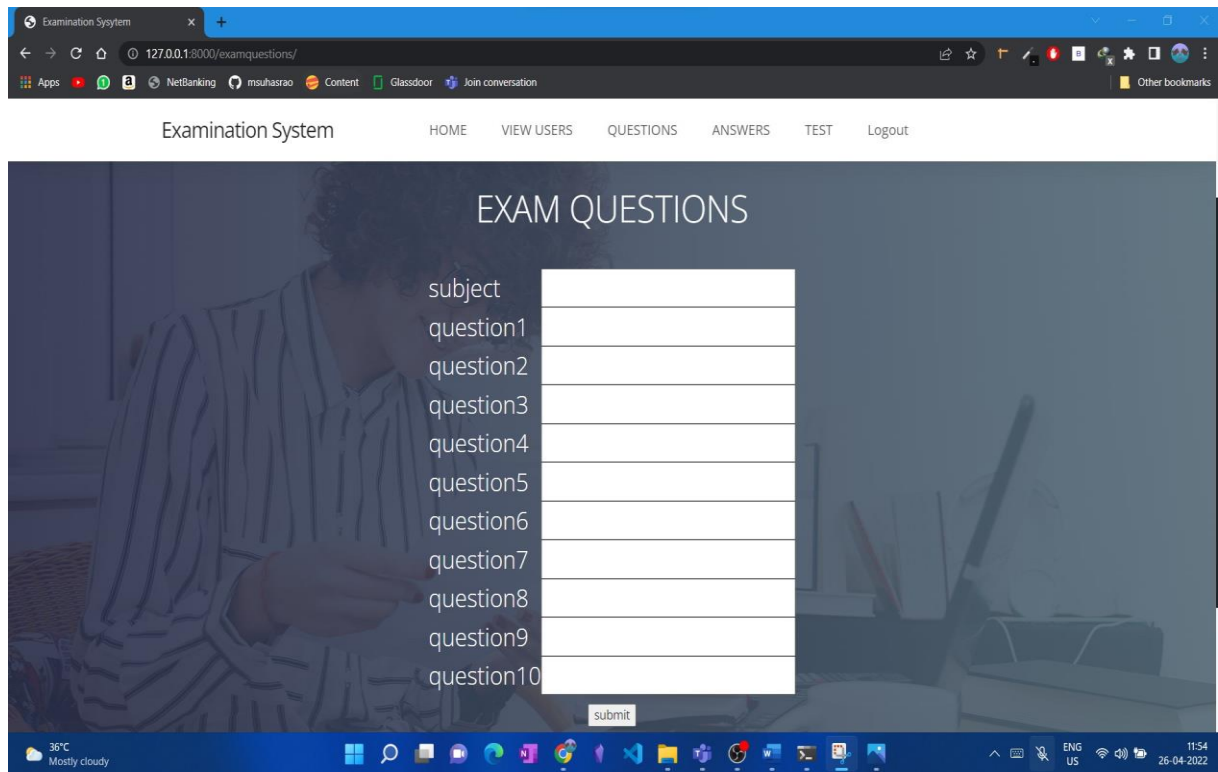 Examination Sysytem
127.0.0.1:8000/examquestions/
Apps NetBanking msuhasrao Content Glassdoor Join conversation Other bookmarks
Examination System HOME VIEW USERS QUESTIONS ANSWERS TEST Logout
EXAM QUESTIONS
subject
question1
question2
question3
question4
question5
question6
question7
question8
question9
question10
submit
36°C
Mostly cloudy
ENG
US
11:54
26-04-2022